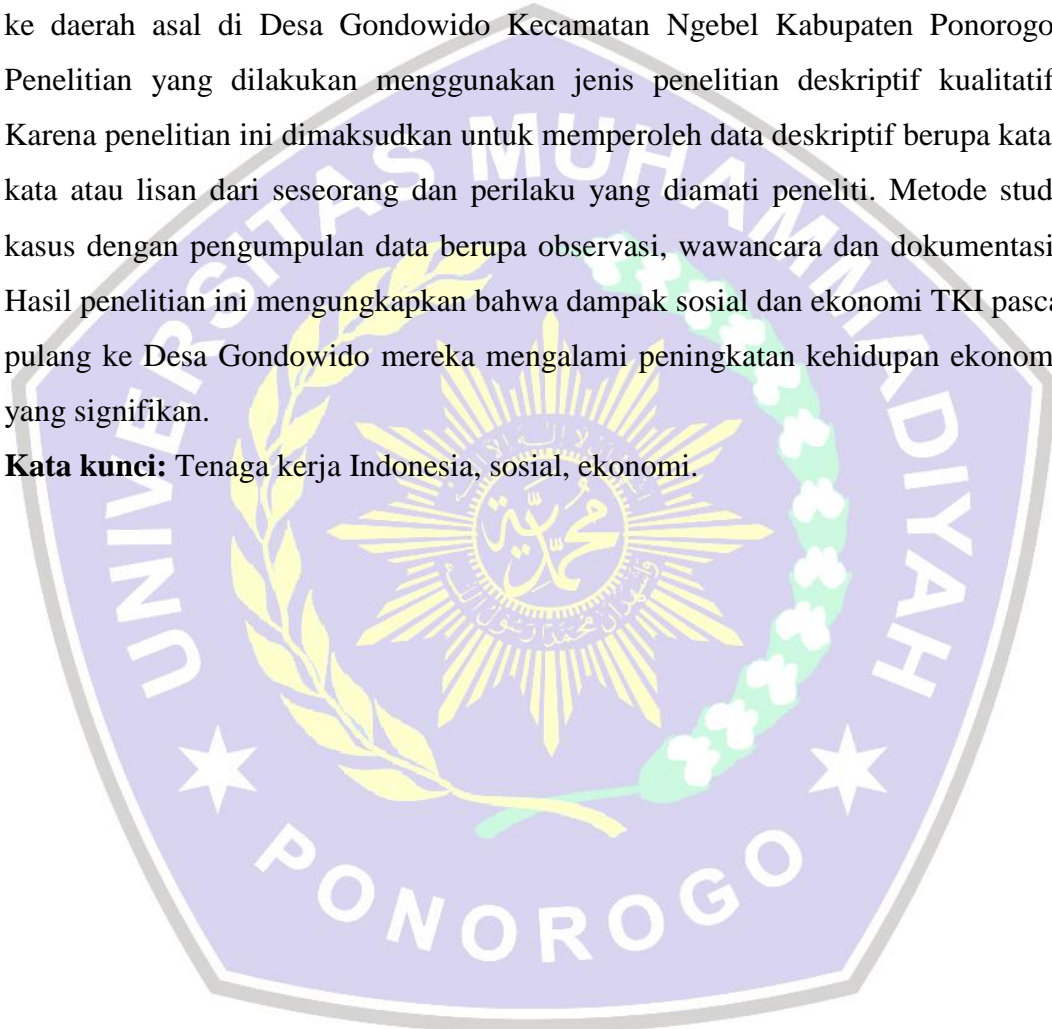 ke daerah asal di Desa Gondowido Kecamatan Ngebel Kabupaten Ponorogo
Penelitian yang dilakukan menggunakan jenis penelitian deskriptif kualitatif
Karena penelitian ini dimaksudkan untuk memperoleh data deskriptif berupa kata
kata atau lisan dari seseorang dan perilaku yang diamati peneliti. Metode stud
kasus dengan pengumpulan data berupa observasi, wawancara dan dokumentasi
Hasil penelitian ini mengungkapkan bahwa dampak sosial dan ekonomi TKI pasca
pulang ke Desa Gondowido mereka mengalami peningkatan kehidupan ekonom
yang signifikan.
Kata kunci: Tenaga kerja Indonesia, sosial, ekonomi.
UNIVERSITAS MUHAMMADIYAH
محمدية
PONOROGO